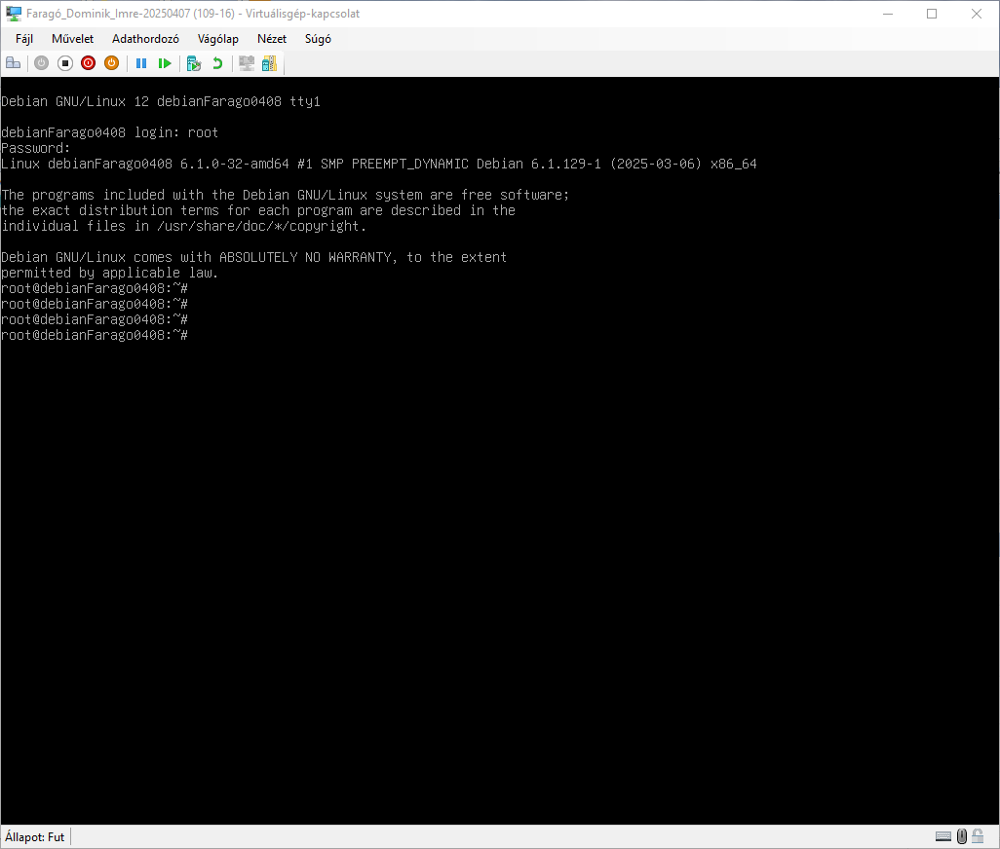 Faragó_Dominik_Imre-20250407 (109-16) - Virtuálisgép-kapcsolat
Fájl Művelet Adathordozó Vágólap Nézet Súgó
Debian GNU/Linux 12 debianFarago0408 tty1
debianFarago0408 login: root
Password:
Linux debianFarago0408 6.1.0-32-amd64 #1 SMP PREEMPT_DYNAMIC Debian 6.1.129-1 (2025-03-06) x86_64
The programs included with the Debian GNU/Linux system are free software;
the exact distribution terms for each program are described in the
individual files in /usr/share/doc/*/copyright.
Debian GNU/Linux comes with ABSOLUTELY NO WARRANTY, to the extent
permitted by applicable law.
root@debianFarago0408:~#
root@debianFarago0408:~#
root@debianFarago0408:~#
root@debianFarago0408:~#
Állapot: Fut